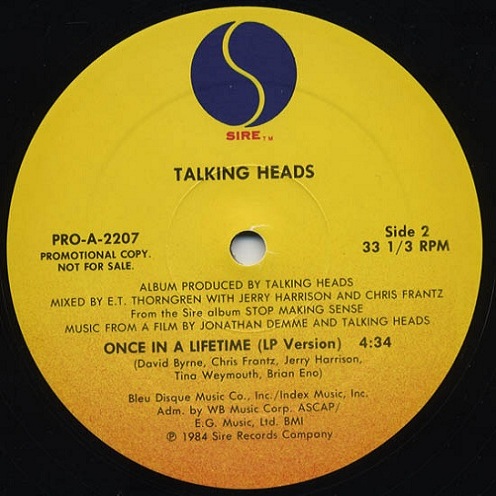 SIRE TM
TALKING HEADS
PRO-A-2207
PROMOTIONAL COPY.
NOT FOR SALE.
Side 2
33 1/3 RPM
ALBUM PRODUCED BY TALKING HEADS
MIXED BY E.T. THORNGREN WITH JERRY HARRISON AND CHRIS FRANTZ
From the Sire album STOP MAKING SENSE
MUSIC FROM A FILM BY JONATHAN DEMME AND TALKING HEADS
ONCE IN A LIFETIME (LP Version) 4:34
(David Byrne, Chris Frantz, Jerry Harrison,
Tina Weymouth, Brian Eno)
Bleu Disque Music Co., Inc./Index Music, Inc.
Adm. by WB Music Corp. ASCAP/
E.G. Music, Ltd. BMI
℗ 1984 Sire Records Company